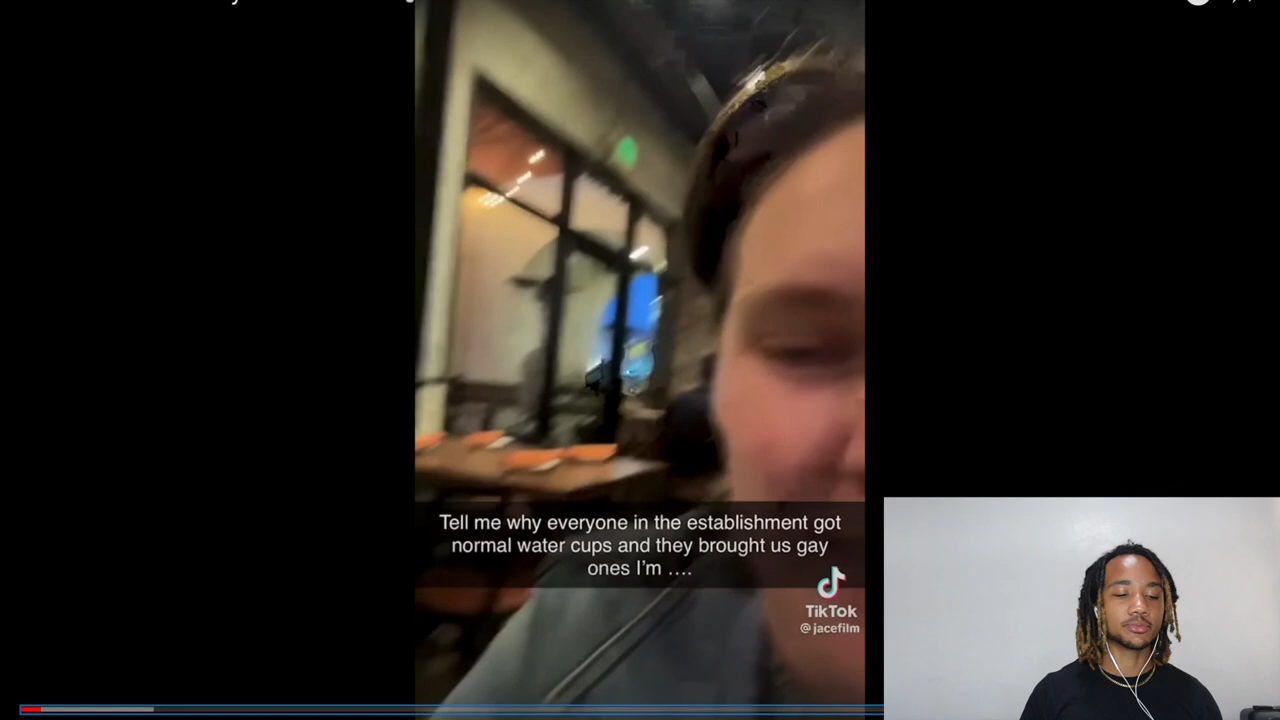 Tell me why everyone in the establishment got
normal water cups and they brought us gay
ones I'm ....
TikTok
@jacefilm